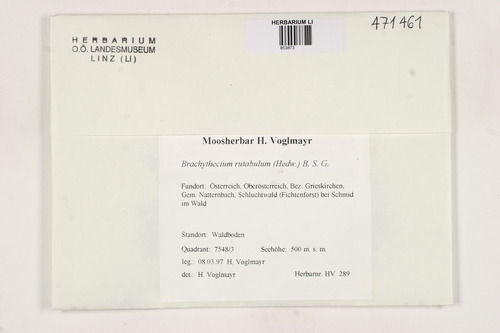 HERBARIUM
O.Ö. LANDESMUSEUM
LINZ (LI)
HERBARIUM LI
471461
Moosherbar H. Voglmayr
Brachythecium rutabulum (Hedw.) B. S. G.
Fundort: Österreich, Oberösterreich, Bez. Grieskirchen,
Gem. Natternbach, Schluchtwald (Fichtenforst) bei Schmid
im Wald
Standort: Waldboden
Quadrant: 7548/3 Seehöhe: 500 m. s. m.
leg.: 08.03.97 H. Voglmayr
det.: H. Voglmayr Herbarnr. HV 289